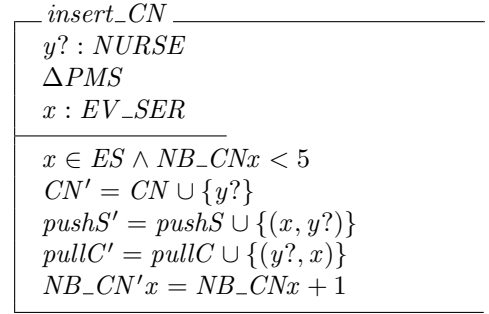 insert_CN
y? : NURSE
ΔPMS
x : EV_SER
x ∈ ES ∧ NB_CNx < 5
CN′ = CN ∪ {y?}
pushS′ = pushS ∪ {(x, y?)}
pullC′ = pullC ∪ {(y?, x)}
NB_CN′x = NB_CNx + 1